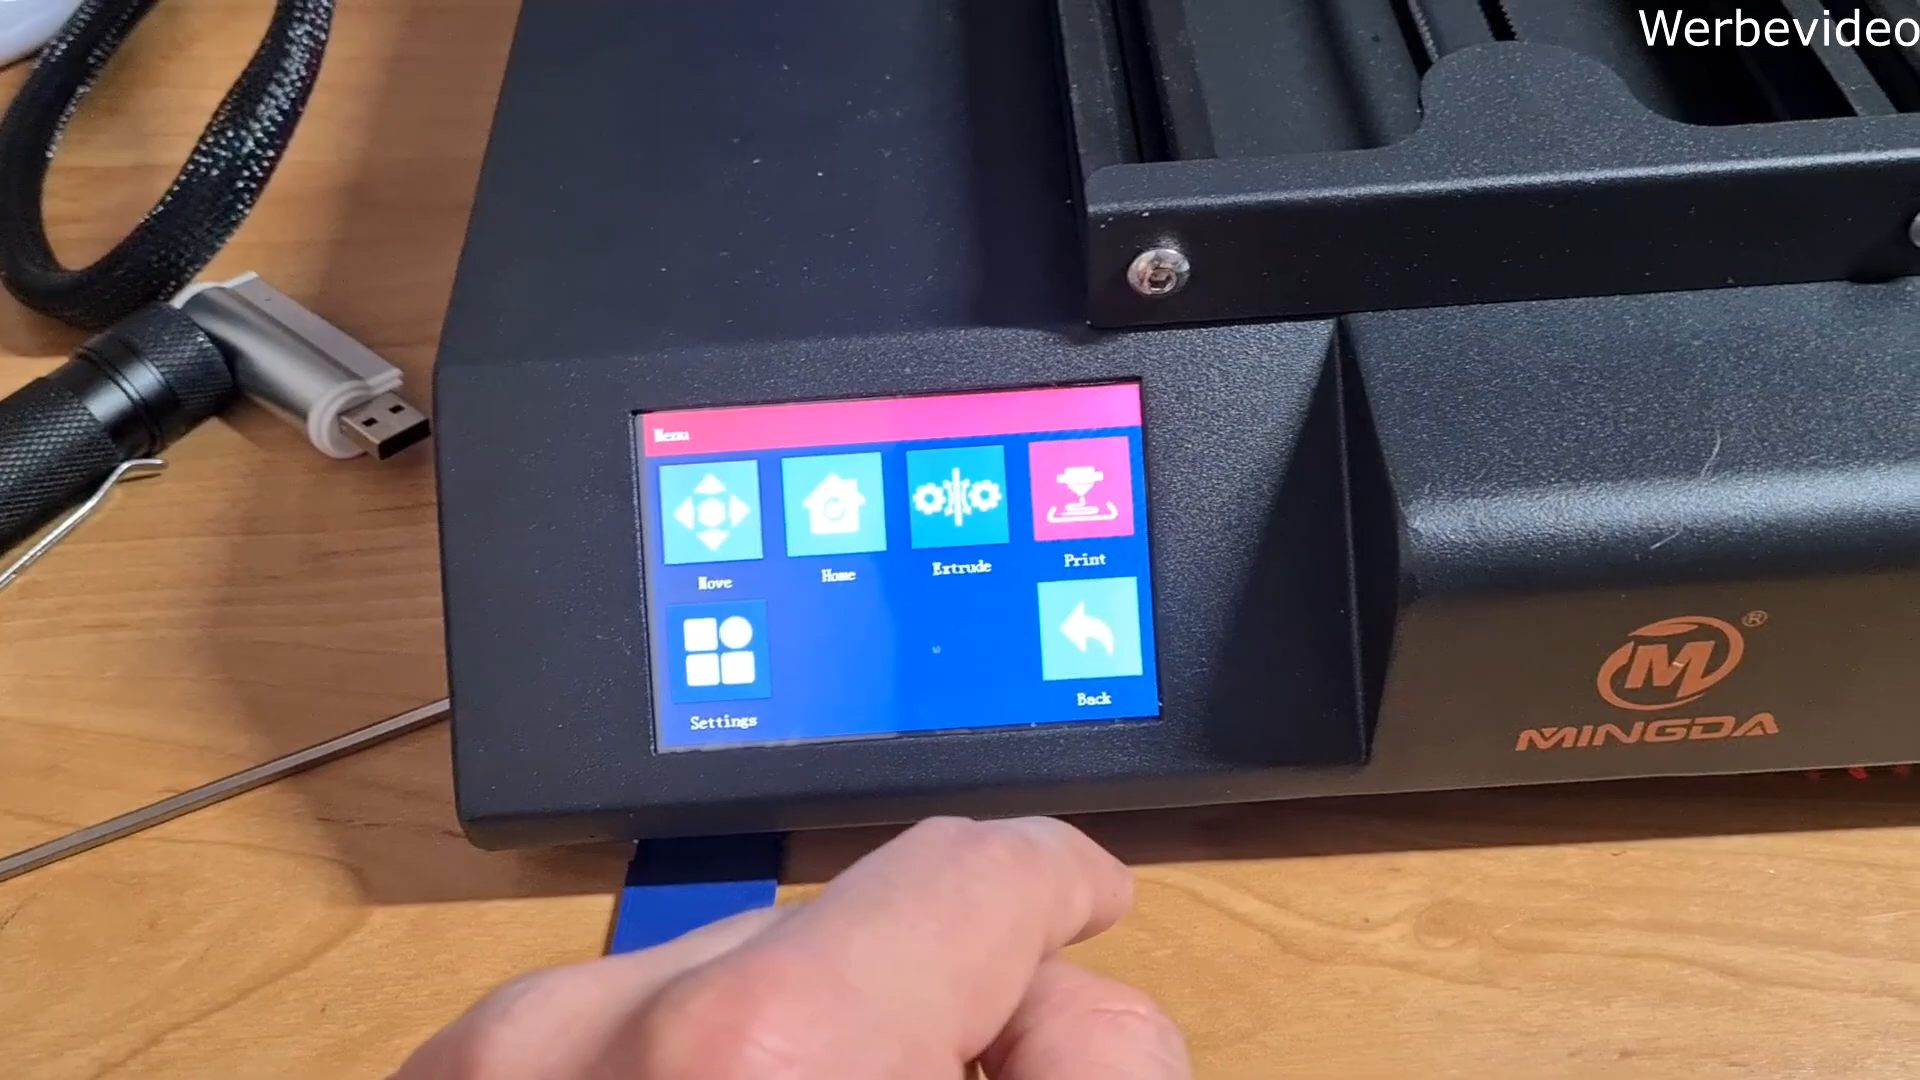 Werbevideo
Menu
Move
Home
Extrude
Print
Settings
Back
M ®
MINGDA